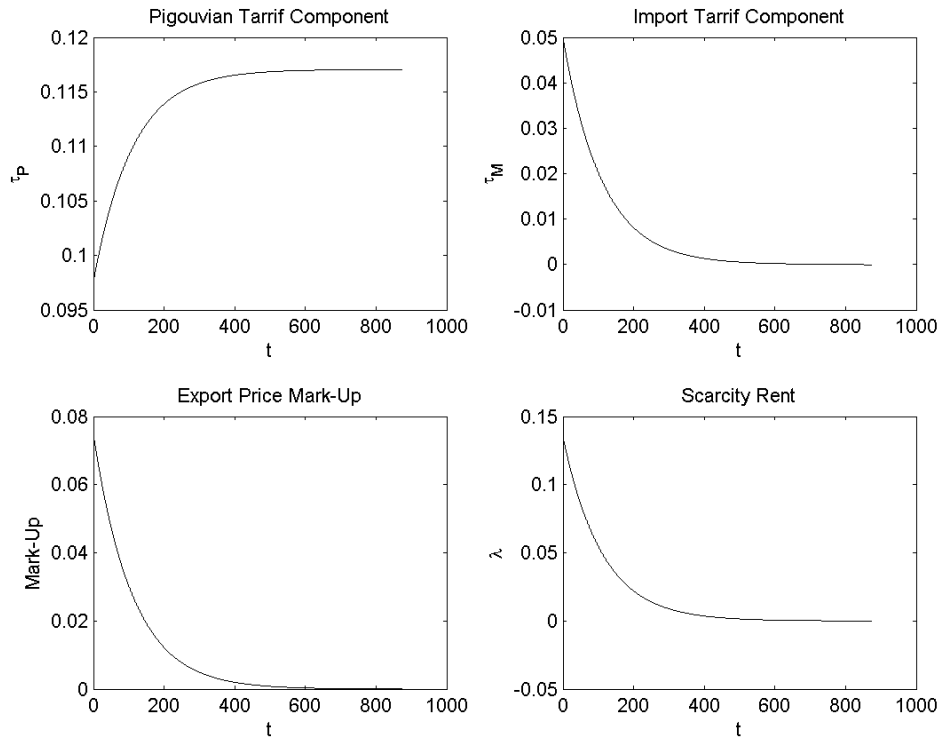 Pigouvian Tarrif Component
0.12
0.115
0.11
0.105
0.1
0.095
τP
0 200 400 600 800 1000
t
Import Tarrif Component
0.05
0.04
0.03
0.02
0.01
0
-0.01
τM
0 200 400 600 800 1000
t
Export Price Mark-Up
0.08
0.06
0.04
0.02
0
Mark-Up
0 200 400 600 800 1000
t
Scarcity Rent
0.15
0.1
0.05
0
-0.05
λ
0 200 400 600 800 1000
t